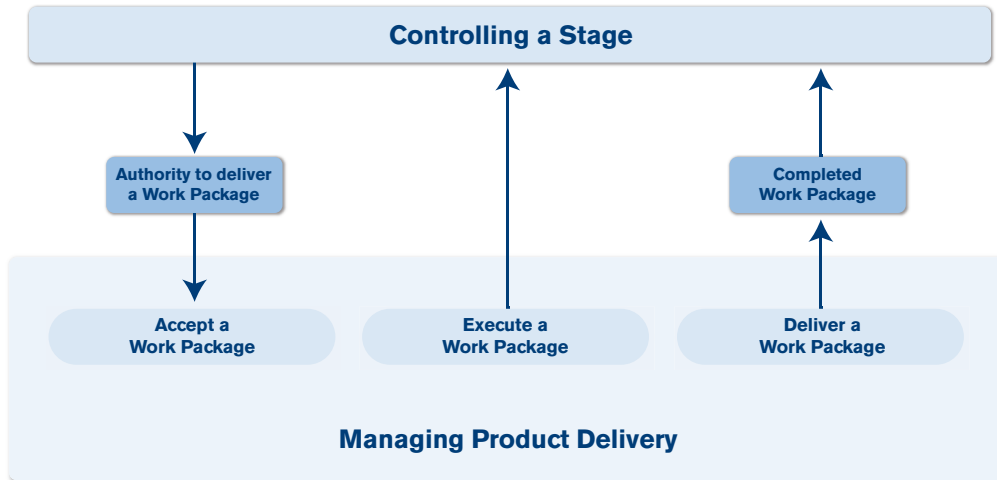 Controlling a Stage
Authority to deliver
a Work Package
Completed
Work Package
Accept a
Work Package
Execute a
Work Package
Deliver a
Work Package
Managing Product Delivery